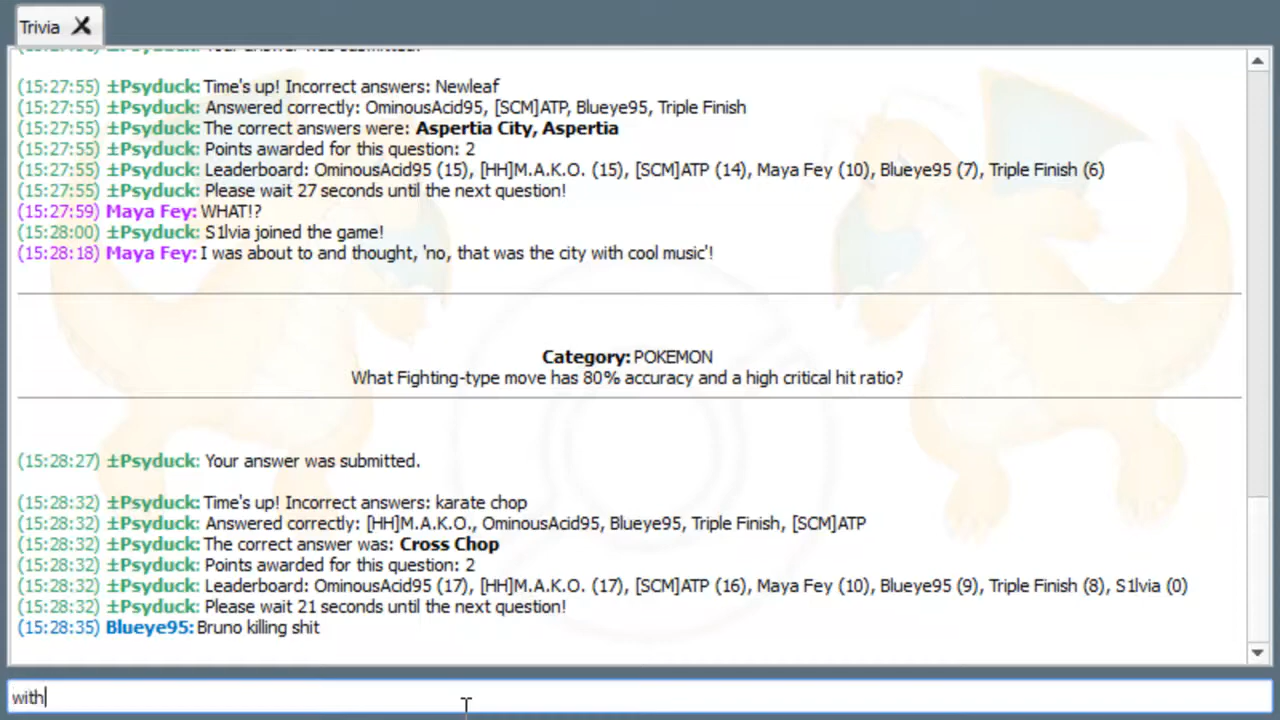 Trivia
(15:27:55) ±Psyduck: Time's up! Incorrect answers: Newleaf
(15:27:55) ±Psyduck: Answered correctly: OminousAcid95, [SCM]ATP, Blueye95, Triple Finish
(15:27:55) ±Psyduck: The correct answers were: Aspertia City, Aspertia
(15:27:55) ±Psyduck: Points awarded for this question: 2
(15:27:55) ±Psyduck: Leaderboard: OminousAcid95 (15), [HH]M.A.K.O. (15), [SCM]ATP (14), Maya Fey (10), Blueye95 (7), Triple Finish (6)
(15:27:55) ±Psyduck: Please wait 27 seconds until the next question!
(15:27:59) Maya Fey: WHAT!?
(15:28:00) ±Psyduck: S1lvia joined the game!
(15:28:18) Maya Fey: I was about to and thought, 'no, that was the city with cool music'!
Category: POKEMON
What Fighting-type move has 80% accuracy and a high critical hit ratio?
(15:28:27) ±Psyduck: Your answer was submitted.
(15:28:32) ±Psyduck: Time's up! Incorrect answers: karate chop
(15:28:32) ±Psyduck: Answered correctly: [HH]M.A.K.O., OminousAcid95, Blueye95, Triple Finish, [SCM]ATP
(15:28:32) ±Psyduck: The correct answer was: Cross Chop
(15:28:32) ±Psyduck: Points awarded for this question: 2
(15:28:32) ±Psyduck: Leaderboard: OminousAcid95 (17), [HH]M.A.K.O. (17), [SCM]ATP (16), Maya Fey (10), Blueye95 (9), Triple Finish (8), S1lvia (0)
(15:28:32) ±Psyduck: Please wait 21 seconds until the next question!
(15:28:35) Blueye95: Bruno killing shit
with